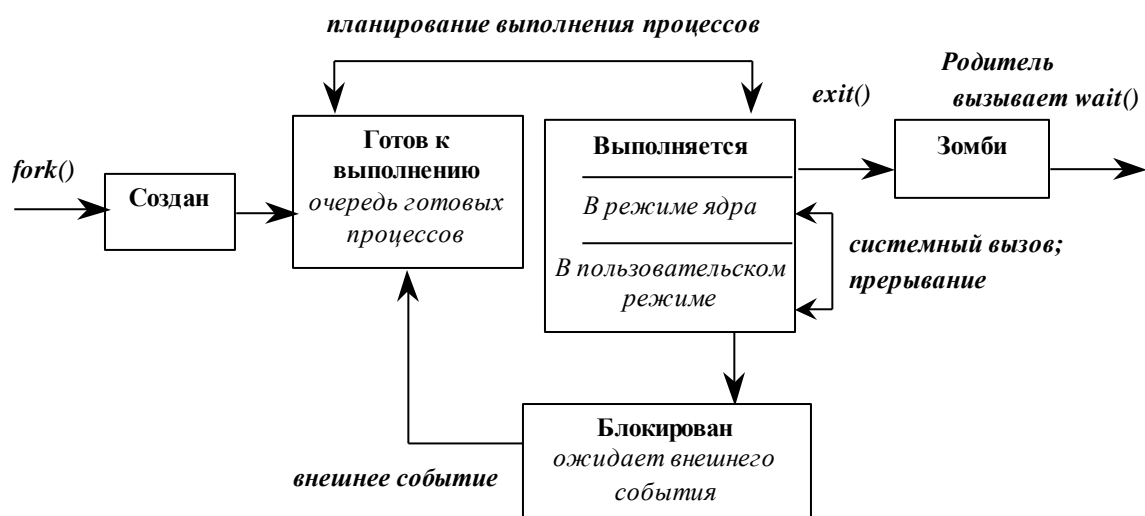 планирование выполнения процессов
fork()
Создан
Готов к
выполнению
очередь готовых
процессов
Выполняется
В режиме ядра
В пользовательском
режиме
exit()
Родитель
вызывает wait()
Зомби
системный вызов;
прерывание
Блокирован
ожидает внешнего
события
внешнее событие